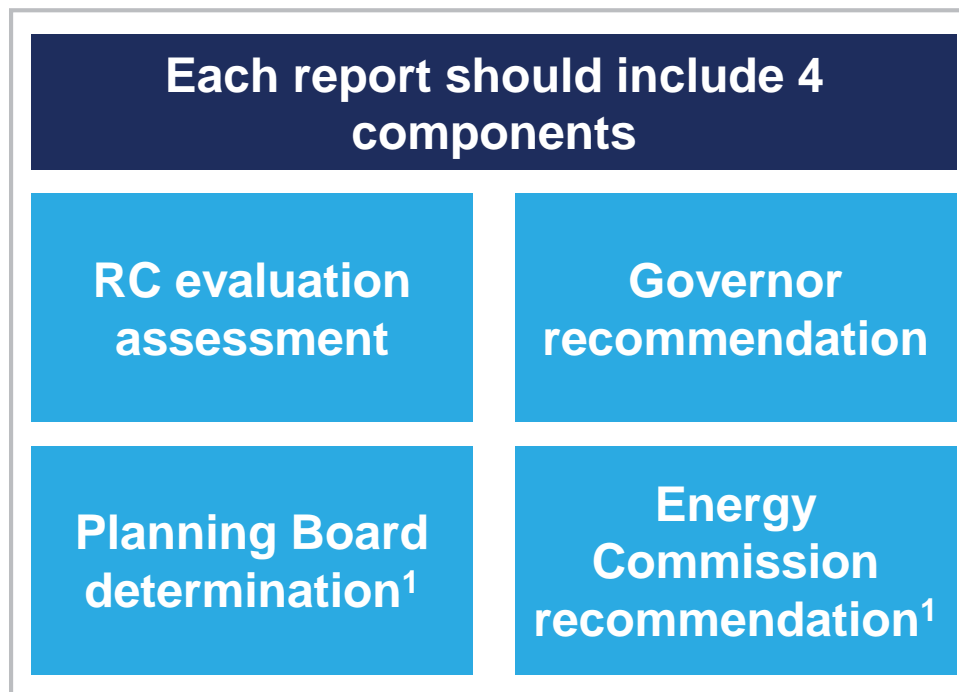 Each report should include 4
components
RC evaluation
assessment
Governor
recommendation
Planning Board
determination¹
Energy
Commission
recommendation¹